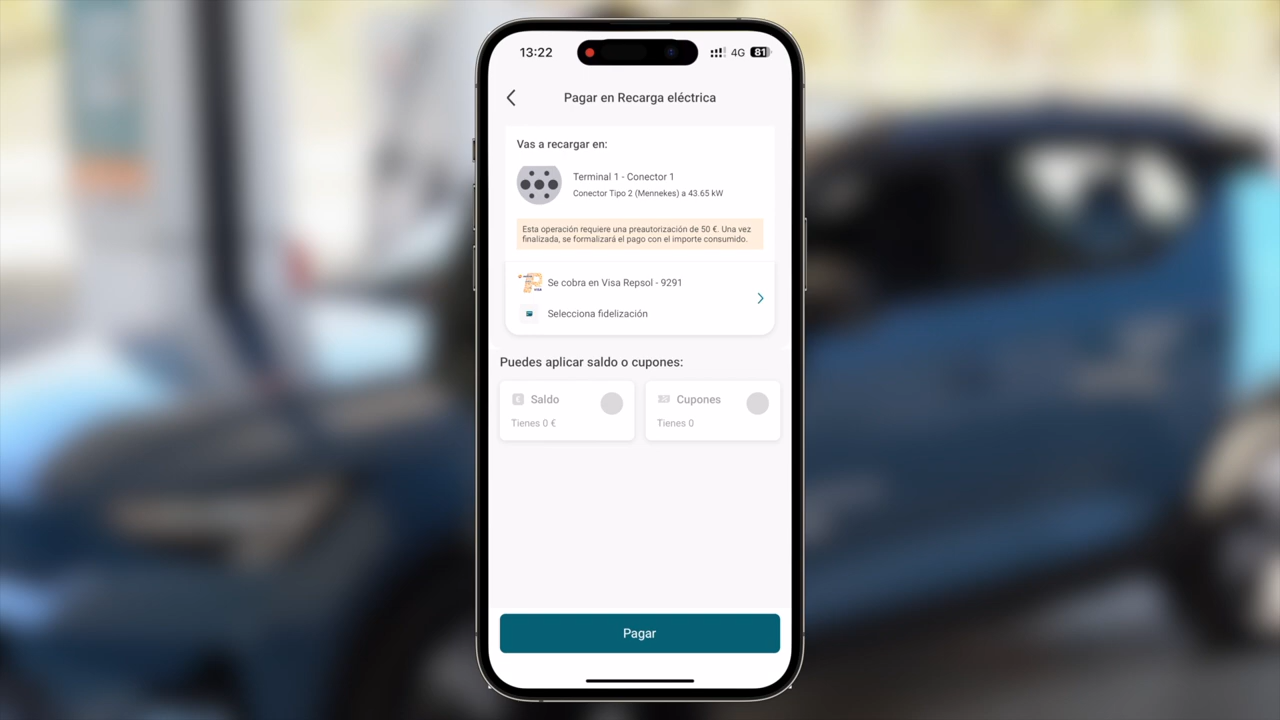 13:22
4G 81
Pagar en Recarga eléctrica
Vas a recargar en:
Terminal 1 - Conector 1
Conector Tipo 2 (Mennekes) a 43.65 kW
Esta operación requiere una preautorización de 50 €. Una vez
finalizada, se formalizará el pago con el importe consumido.
Se cobra en Visa Repsol - 9291
Selecciona fidelización
Puedes aplicar saldo o cupones:
€ Saldo
Tienes 0 €
Cupones
Tienes 0
Pagar